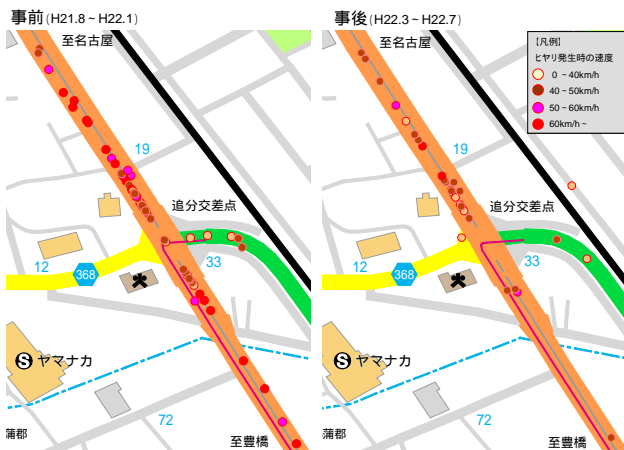 事前(H21.8～H22.1)
至名古屋
19
追分交差点
12
368
33
S ヤマナカ
72
蒲郡
至豊橋
事後(H22.3～H22.7)
至名古屋
[凡例]
ヒヤリ発生時の速度
0 ～40km/h
40～50km/h
50～60km/h
60km/h～
19
追分交差点
12
368
33
S ヤマナカ
72
蒲郡
至豊橋